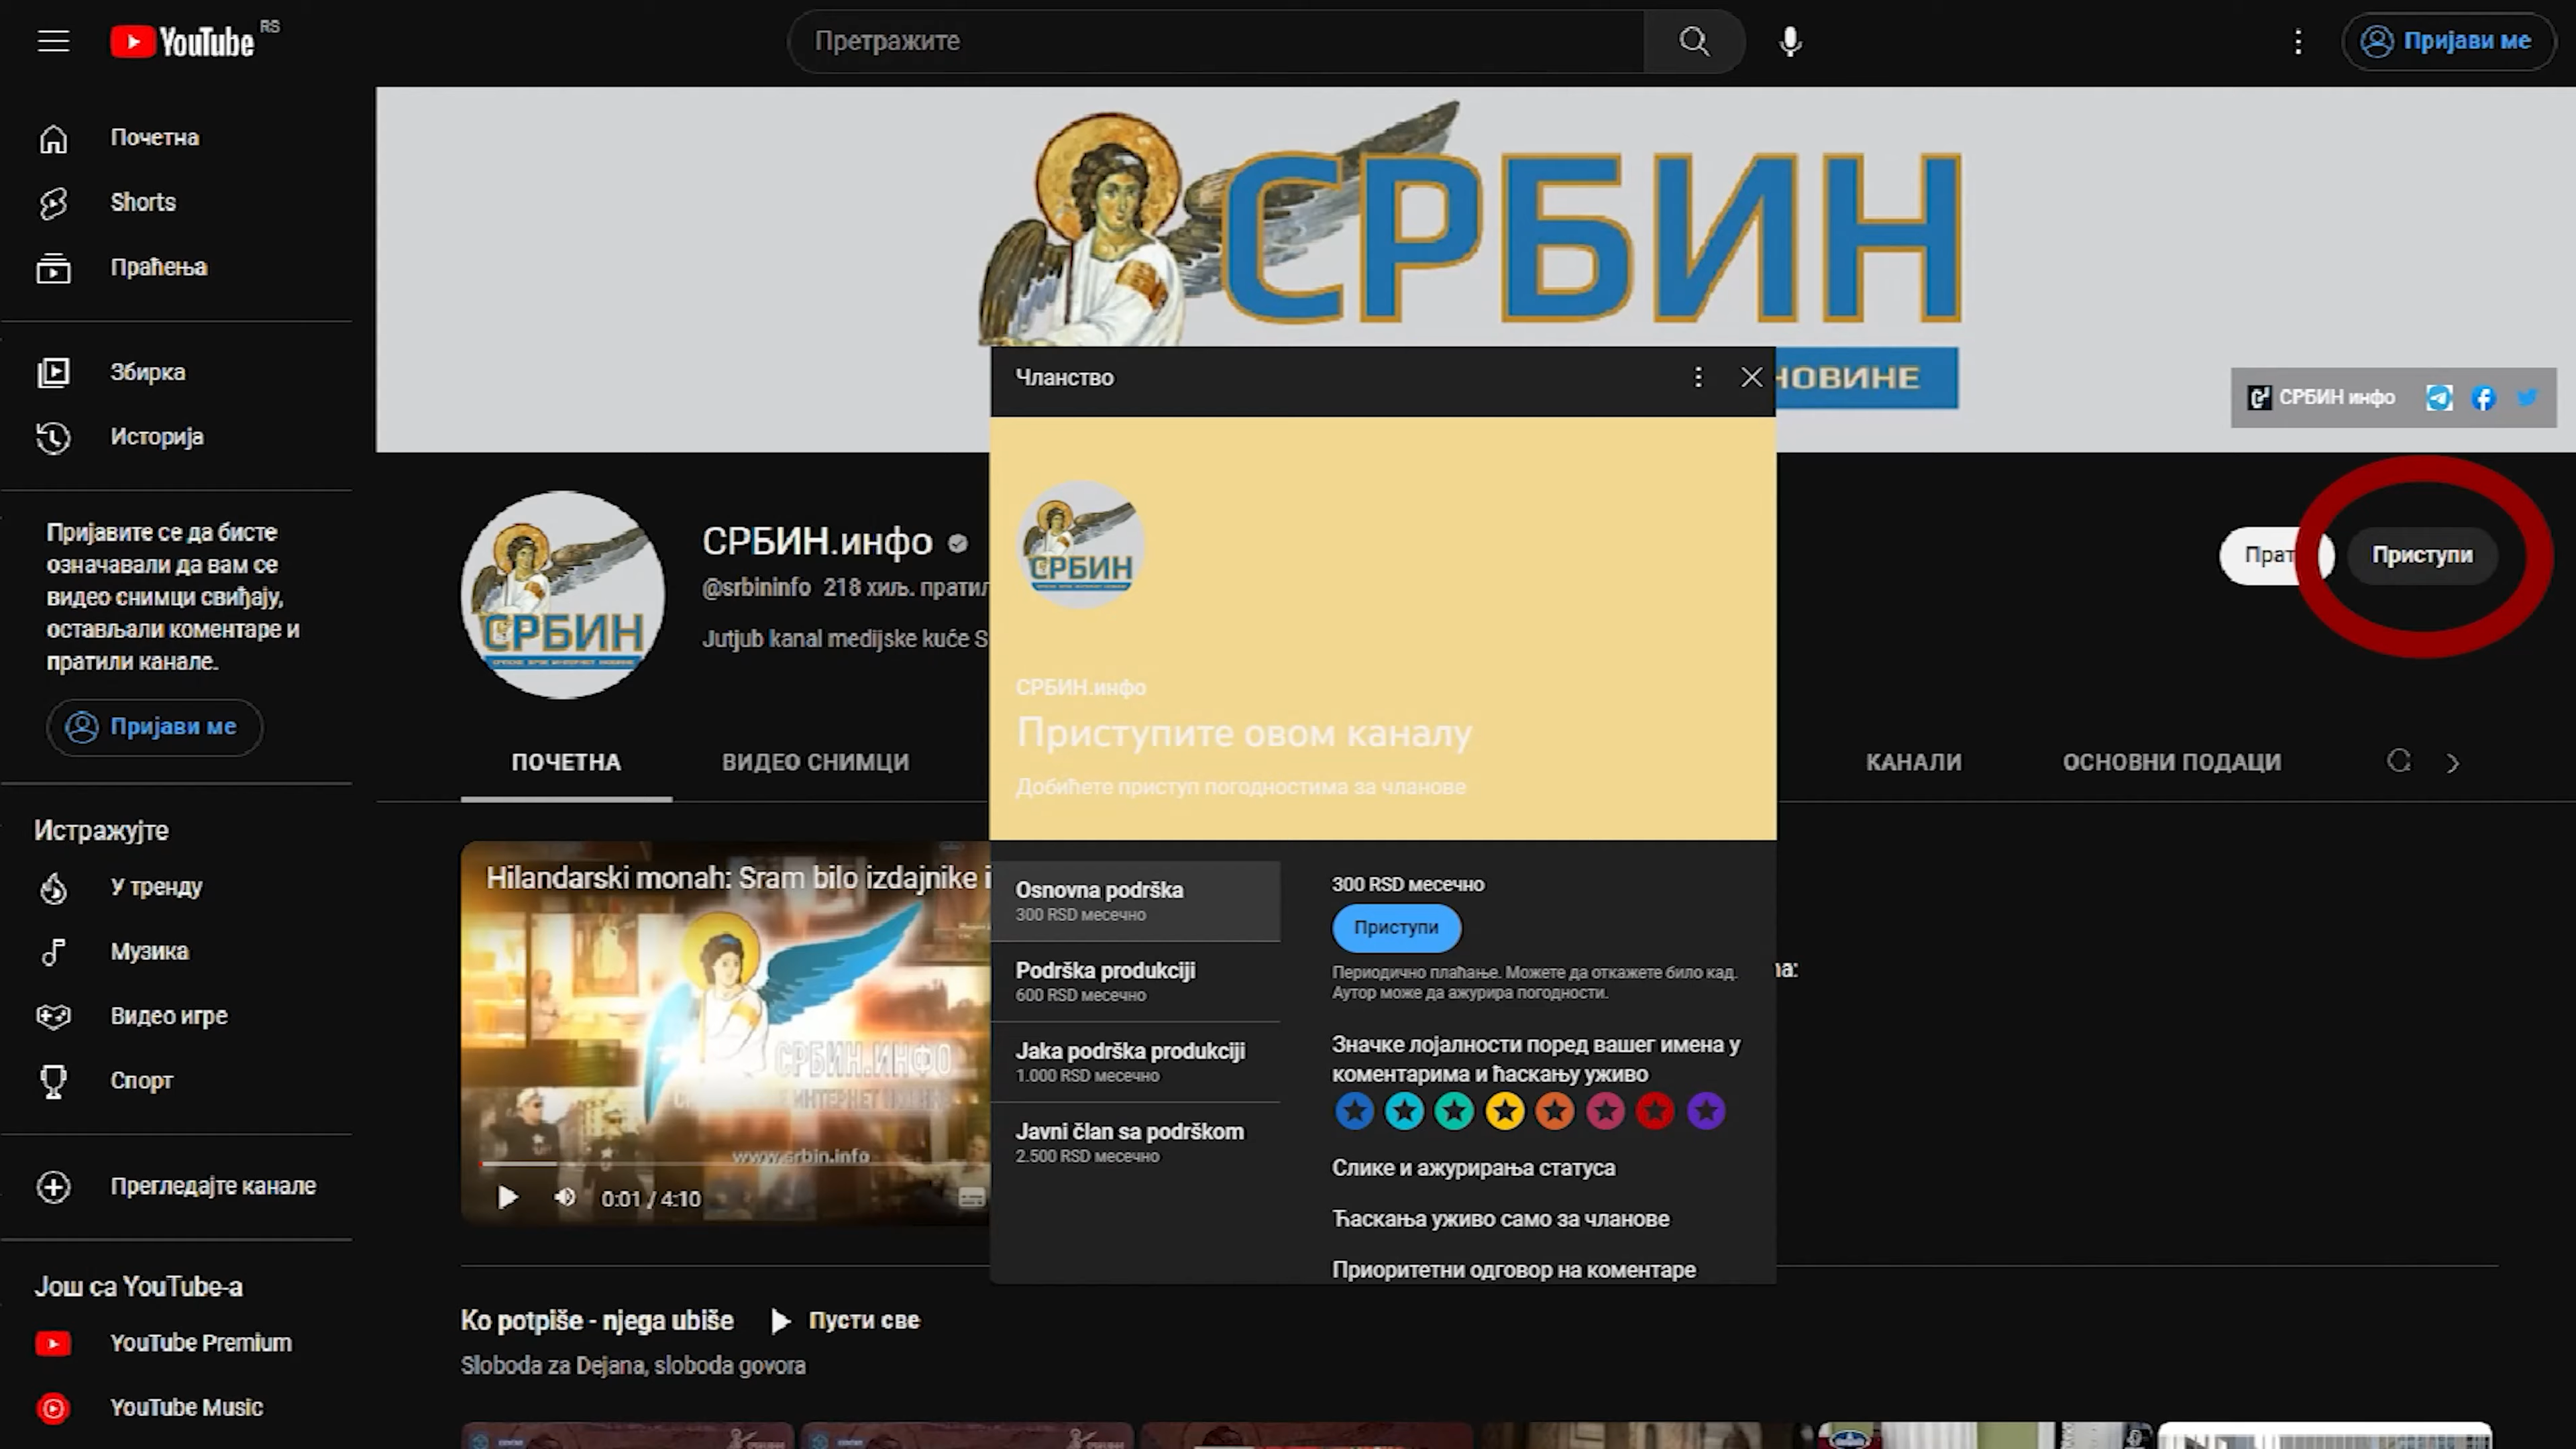 YouTube RS
Претражите
Пријави ме
Почетна
Shorts
Праћења
Збирка
Историја
Пријавите се да бисте
означавали да вам се
видео снимци свиђају,
остављали коментаре и
пратили канале.
Пријави ме
Истражујте
У тренду
Музика
Видео игре
Спорт
Прегледајте канале
Још са YouTube-а
YouTube Premium
YouTube Music
СРБИН
НОВИНЕ
СРБИН инфо
СРБИН
СРБИН.инфо
@srbininfo 218 хиљ.
Jutjub kanal medijske kuće
Приступи
ПОЧЕТНА
ВИДЕО СНИМЦИ
КАНАЛИ
ОСНОВНИ ПОДАЦИ
Чланство
СРБИН
СРБИН.инфо
Приступите овом каналу
Добићете приступ погодностима за чланове
Osnovna podrška
300 RSD месечно
Podrška produkciji
600 RSD месечно
Jaka podrška produkciji
1.000 RSD месечно
Javni član sa podrškom
2.500 RSD месечно
300 RSD месечно
Приступи
Периодично плаћање. Можете да откажете било кад.
Аутор може да ажурира погодности.
Значке лојалности поред вашег имена у
коментарима и ћаскању уживо
Слике и ажурирања статуса
Ћаскања уживо само за чланове
Приоритетни одговор на коментаре
Hilandarski monah: Sram bilo izdajnike i
СРБИН.ИНФО
ИНТЕРНЕТ
www.srbin.info
0:01 / 4:10
Ko potpiše - njega ubiše
Пусти све
Sloboda za Dejana, sloboda govora